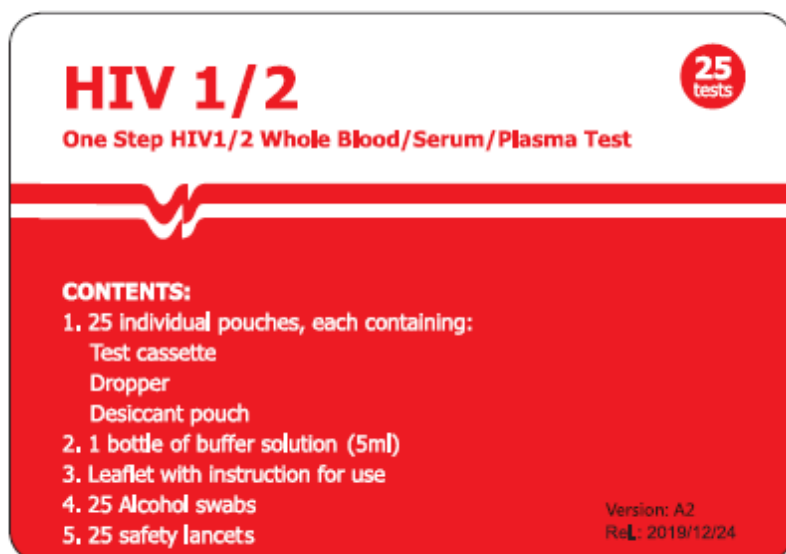 HIV 1/2
25
tests
One Step HIV1/2 Whole Blood/Serum/Plasma Test
CONTENTS:
1. 25 individual pouches, each containing:
Test cassette
Dropper
Desiccant pouch
2. 1 bottle of buffer solution (5ml)
3. Leaflet with instruction for use
4. 25 Alcohol swabs
5. 25 safety lancets
Version: A2
Rel.: 2019/12/24